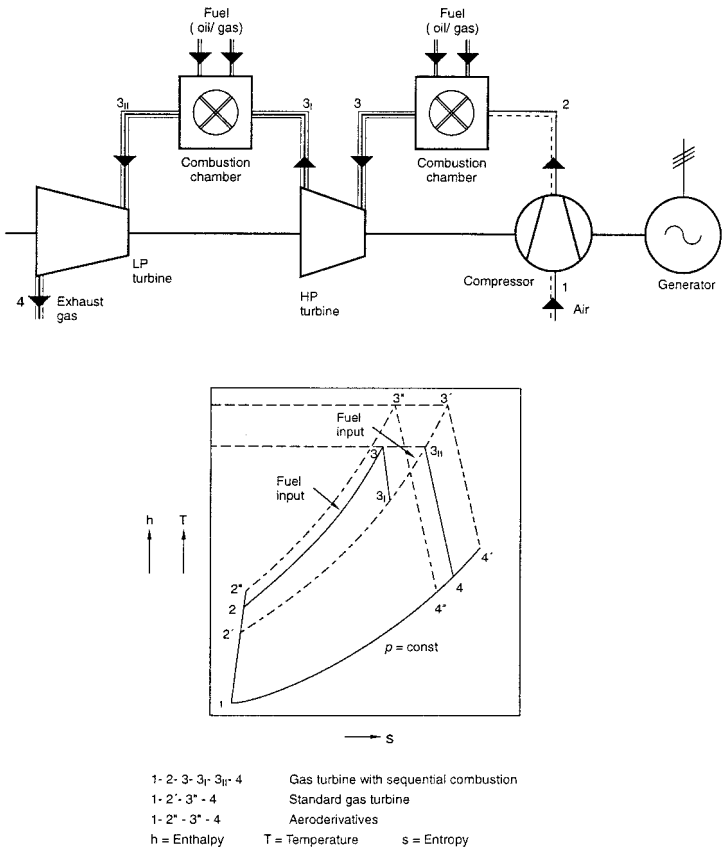 Fuel
( oil/ gas)
Fuel
( oil/ gas)
3II
3I
3
2
Combustion
chamber
Combustion
chamber
LP
turbine
HP
turbine
Compressor
1
Air
Generator
4
Exhaust
gas
3"
3´
Fuel
input
3
3II
Fuel
input
3I
h
T
2"
2
2´
4´
4
4"
p = const
1
s
1- 2- 3- 3I- 3II- 4 Gas turbine with sequential combustion
1- 2´- 3" - 4 Standard gas turbine
1- 2" - 3" - 4 Aeroderivatives
h = Enthalpy T = Temperature s = Entropy